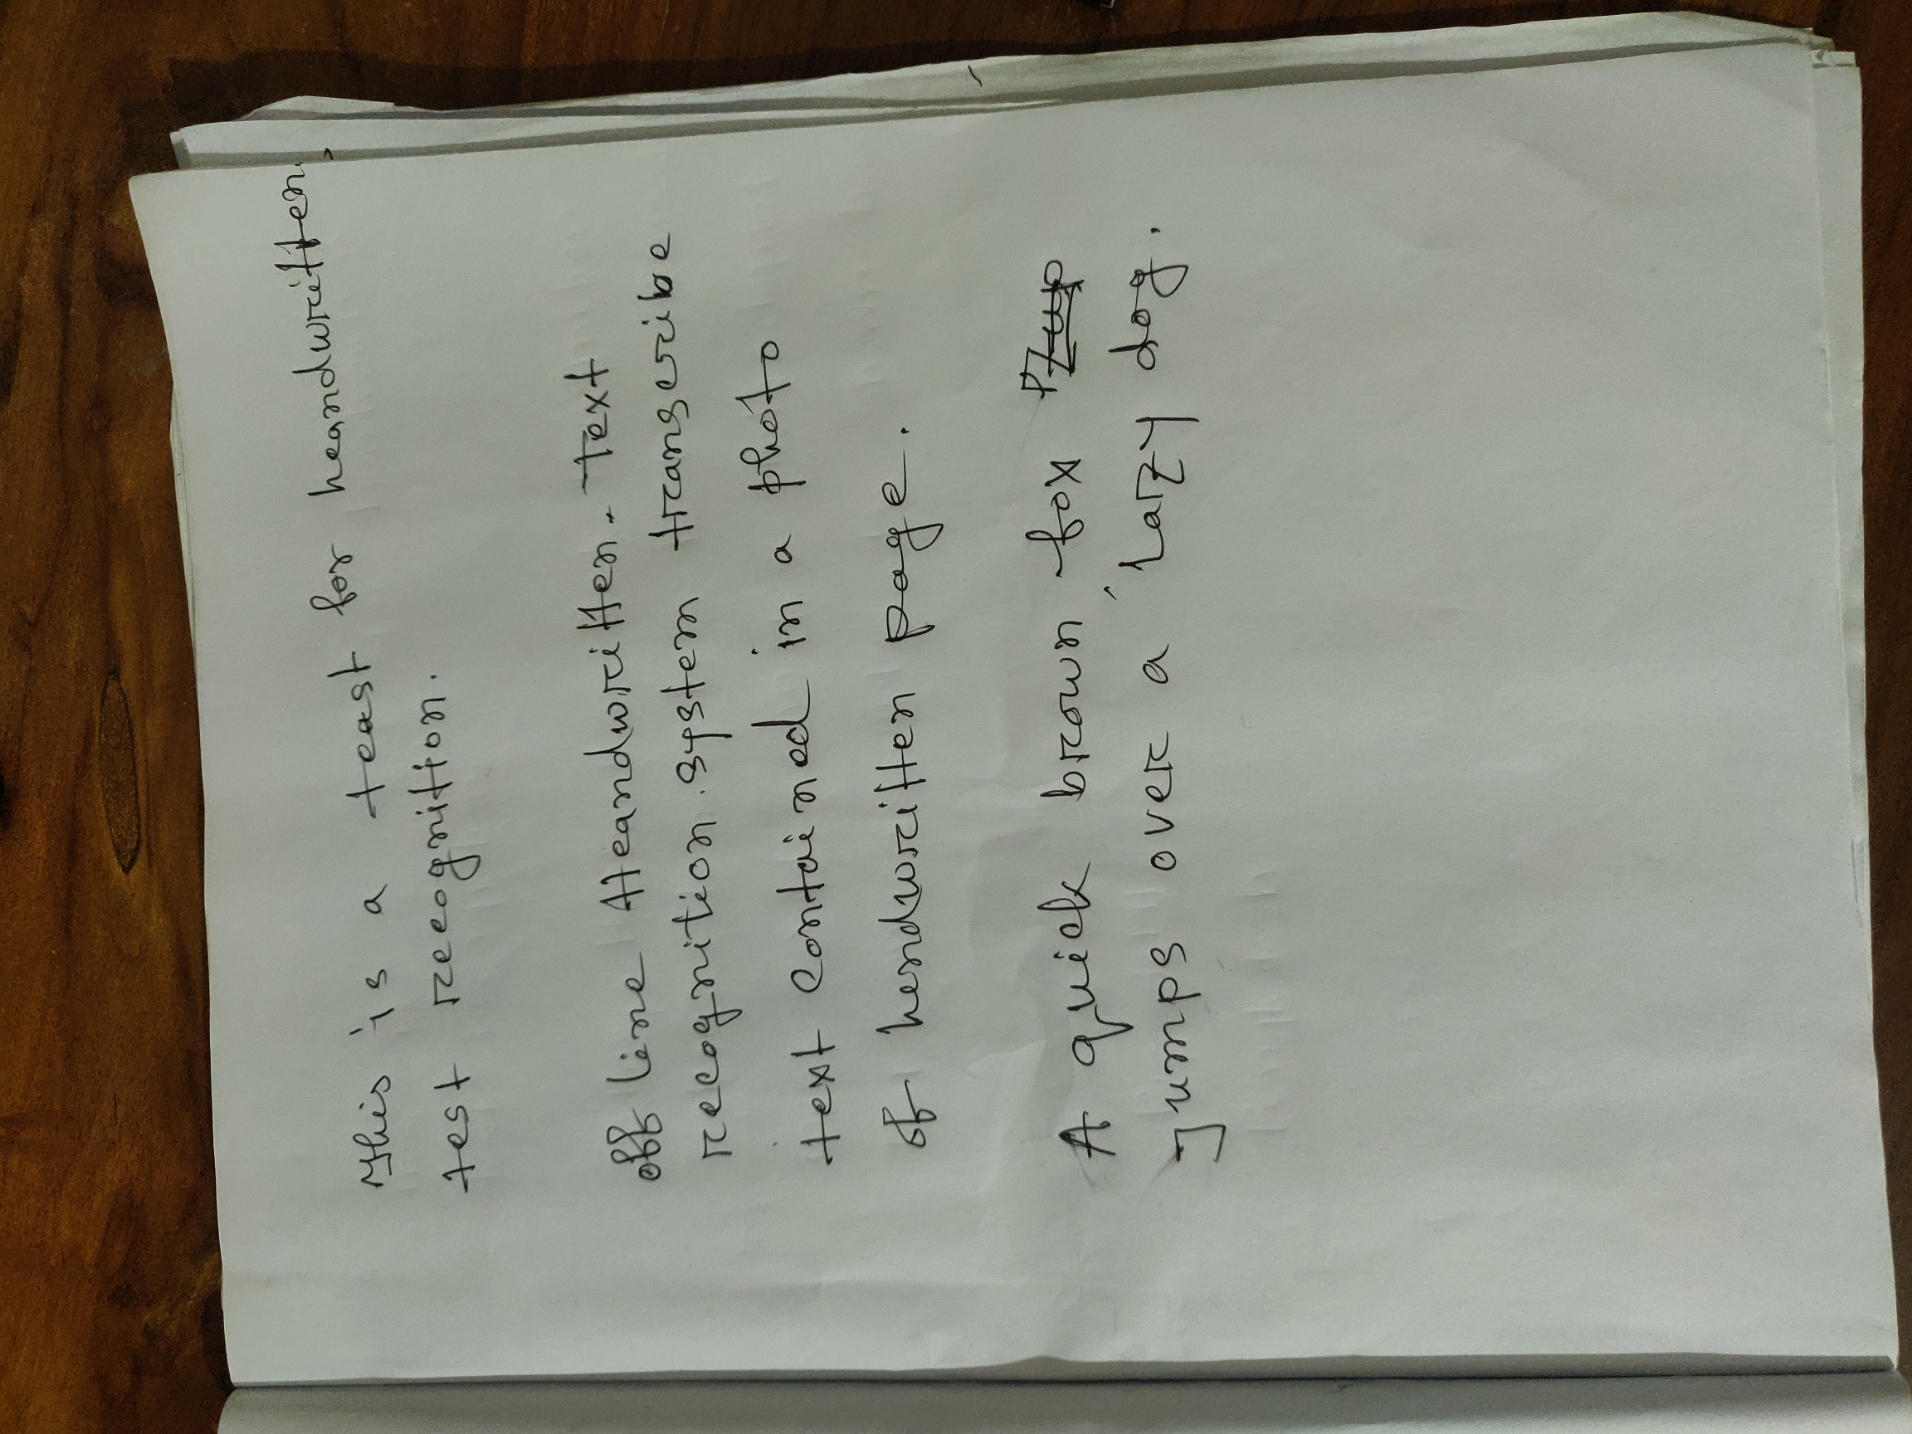 This is a teast for heandwritten
test recognition.
off line Heandwritten Text
recognition system transcribe
text contained in a photo
of hendwritten page.
A quick brown fox
jumps over a lazy dog.